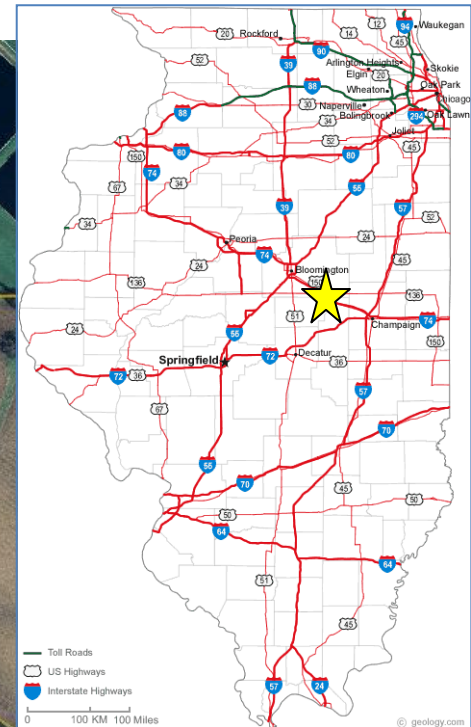 94
Waukegan
20
Rockford
14
12
45
90
39
Arlington Heights
Skokie
52
Elgin
20
Oak Park
88
Wheaton
Chicago
30
Naperville
88
34
Bolingbrook
294
Oak Lawn
52
Joliet
150
80
80
45
74
34
55
67
39
57
52
34
Peoria
24
74
45
24
Bloomington
136
150
136
51
24
55
Champaign
74
Springfield
72
Decatur
36
150
72
36
57
67
70
55
70
45
50
50
64
64
51
45
Toll Roads
US Highways
Interstate Highways
57
24
100 KM
100 Miles
© geology.com